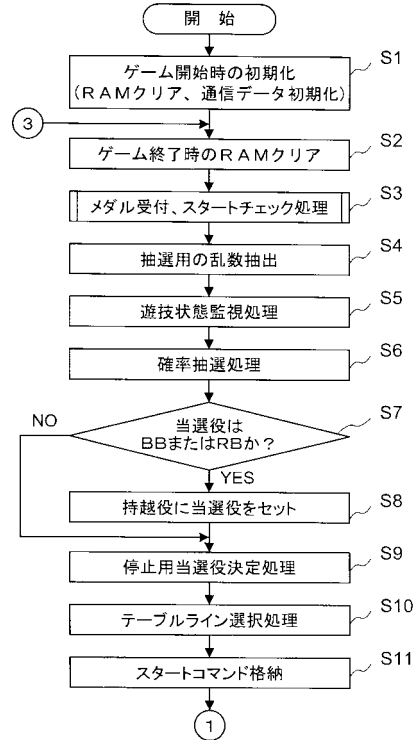 開　始
ゲーム開始時の初期化
(RAMクリア、通信データ初期化)
S1
3
ゲーム終了時のRAMクリア
S2
メダル受付、スタートチェック処理
S3
抽選用の乱数抽出
S4
遊技状態監視処理
S5
確率抽選処理
S6
当選役は
BBまたはRBか？
S7
NO
YES
持越役に当選役をセット
S8
停止用当選役決定処理
S9
テーブルライン選択処理
S10
スタートコマンド格納
S11
1